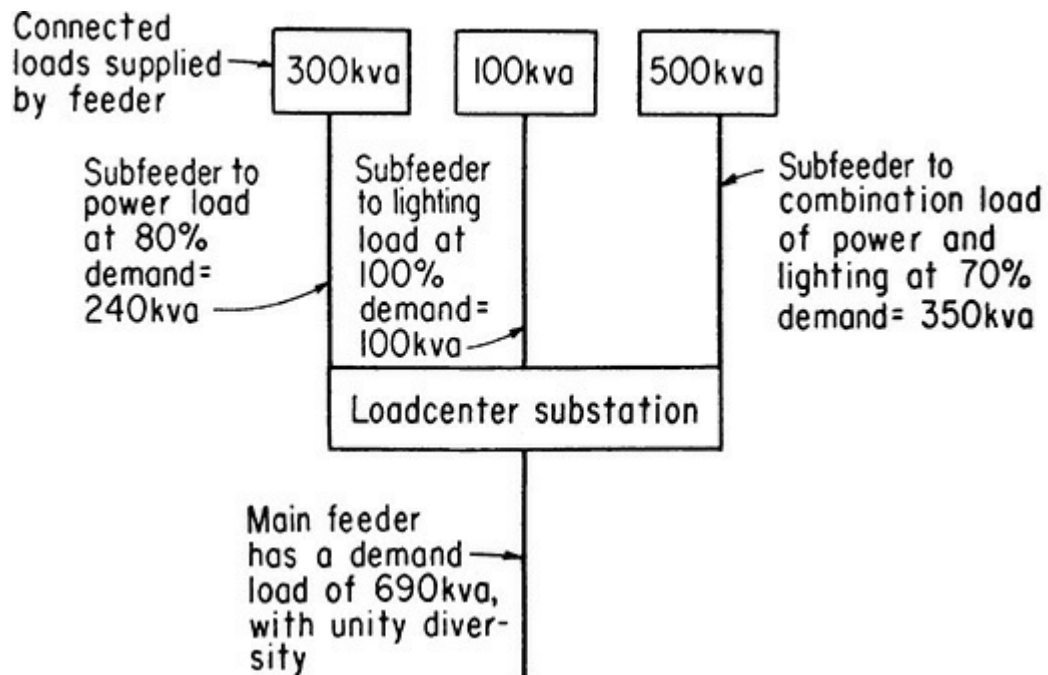 Connected
loads supplied
by feeder
300kva
100kva
500kva
Subfeeder to
power load
at 80%
demand=
240kva
Subfeeder
to lighting
load at
100%
demand=
100kva
Subfeeder to
combination load
of power and
lighting at 70%
demand= 350kva
Loadcenter substation
Main feeder
has a demand
load of 690kva,
with unity diver-
sity